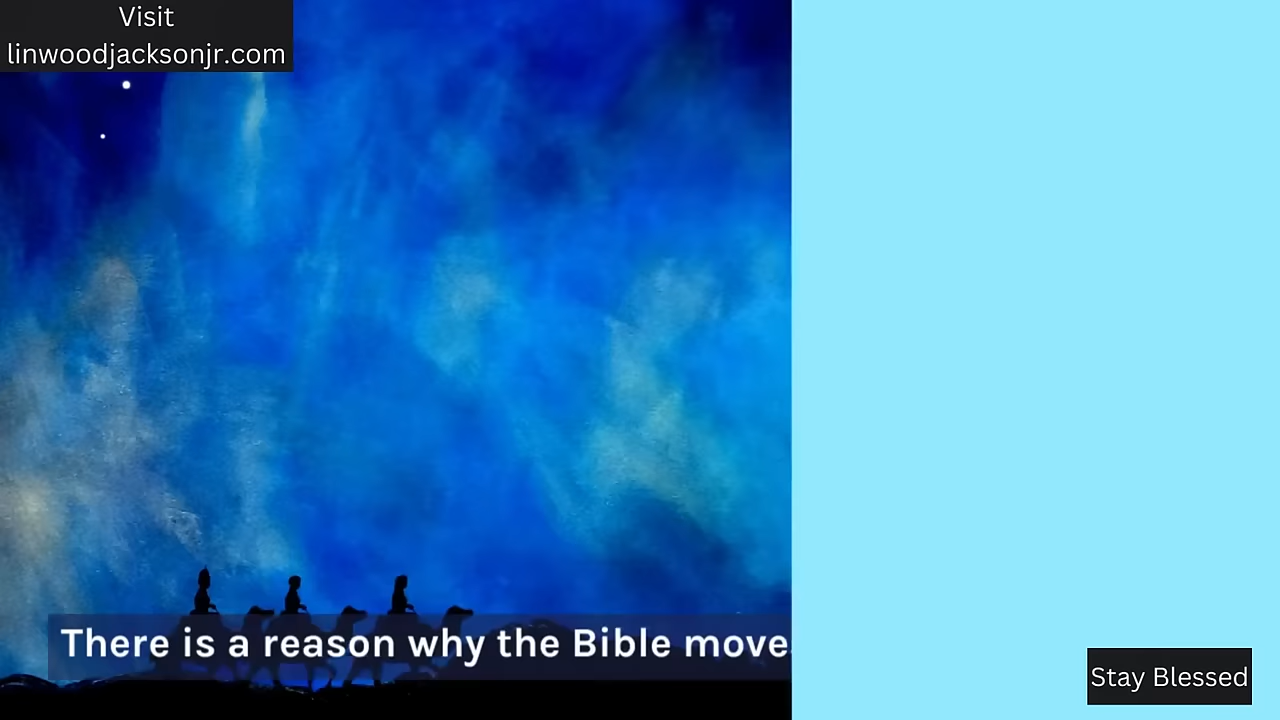 Visit
linwoodjacksonjr.com
There is a reason why the Bible move
Stay Blessed